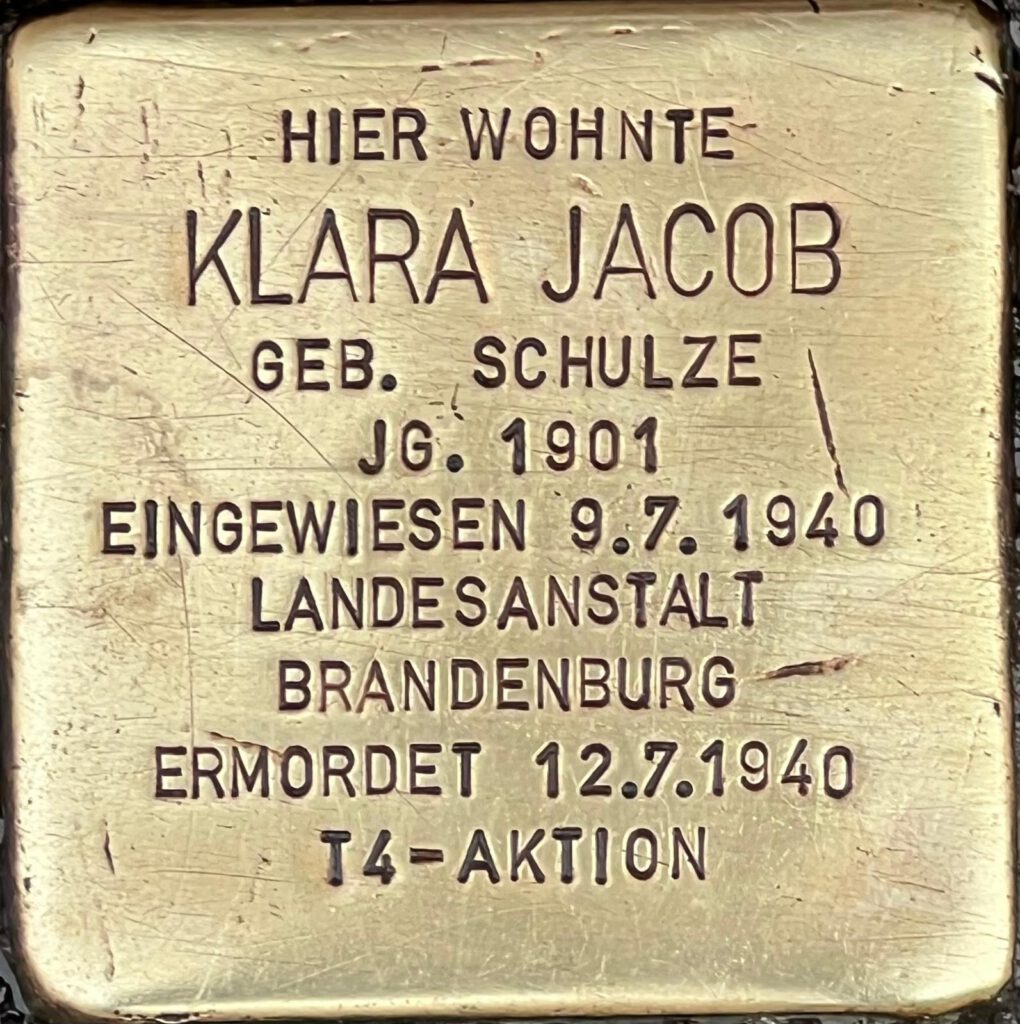 HIER WOHNTE
KLARA JACOB
GEB. SCHULZE
JG. 1901
EINGEWIESEN 9.7.1940
LANDESANSTALT
BRANDENBURG
ERMORDET 12.7.1940
T4-AKTION